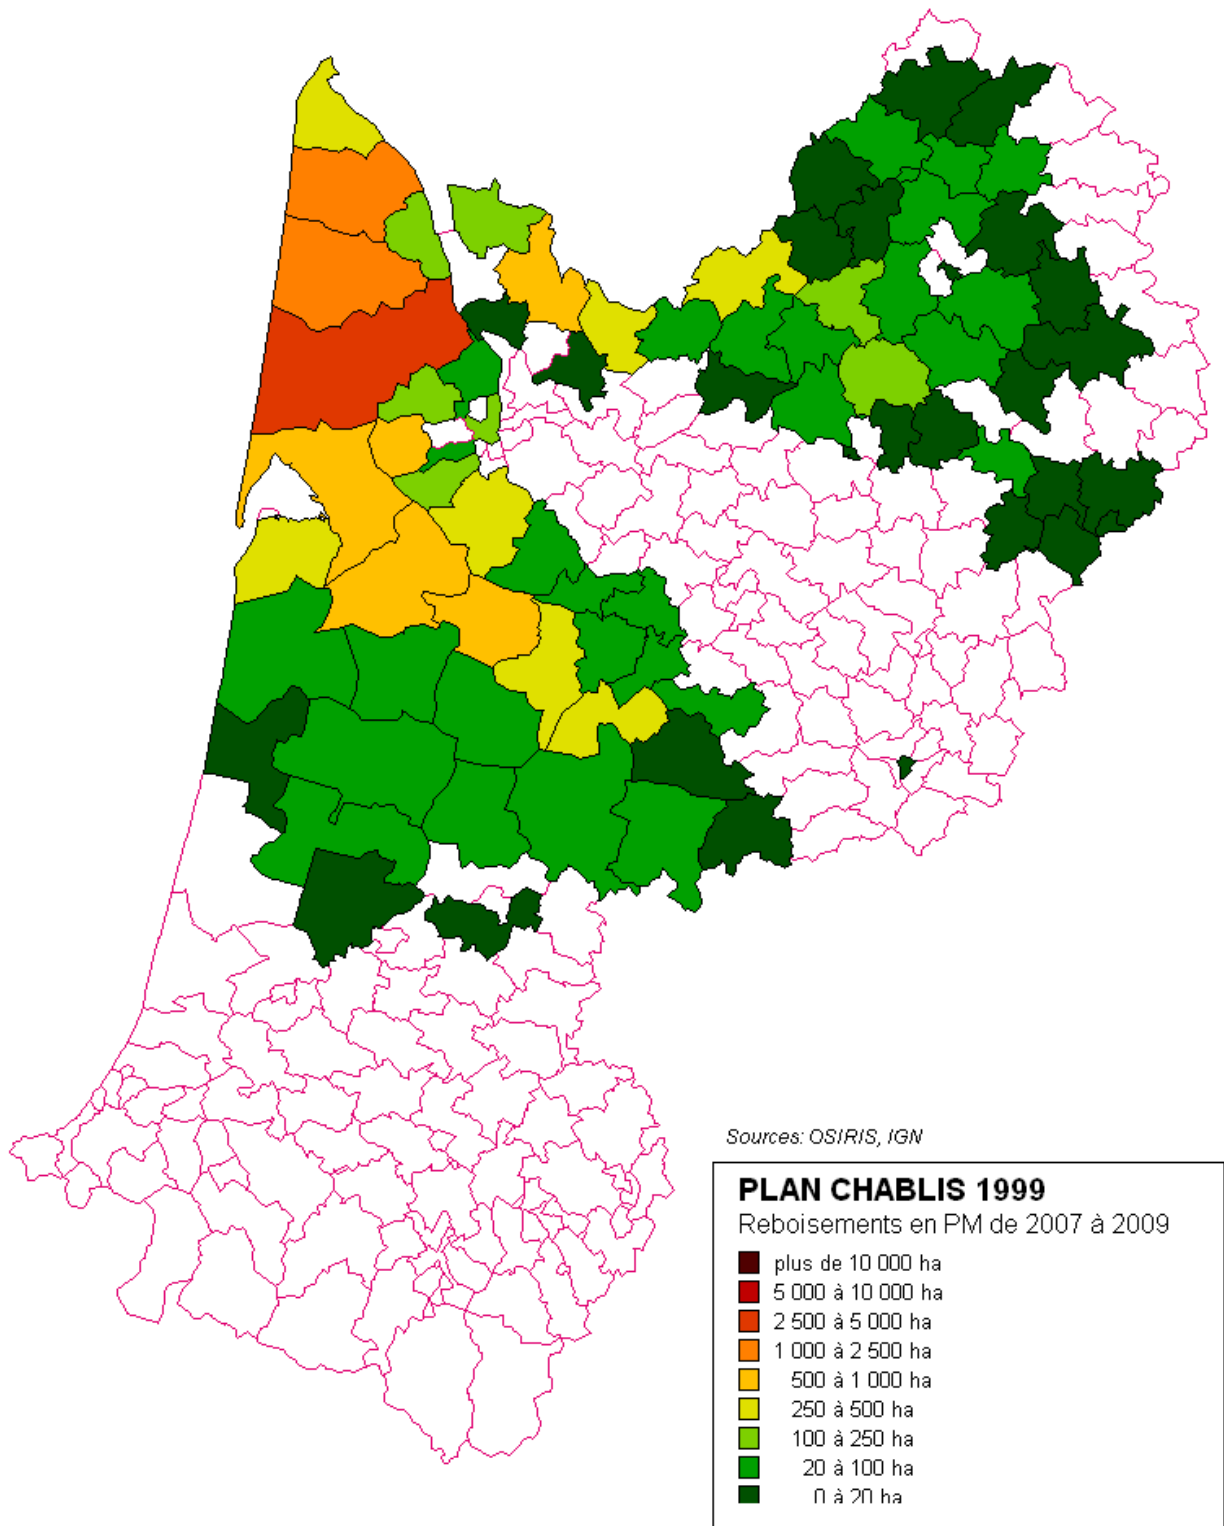 Sources: OSIRIS, IGN
PLAN CHABLIS 1999
Reboisements en PM de 2007 à 2009
plus de 10 000 ha
5 000 à 10 000 ha
2 500 à 5 000 ha
1 000 à 2 500 ha
500 à 1 000 ha
250 à 500 ha
100 à 250 ha
20 à 100 ha
0 à 20 ha